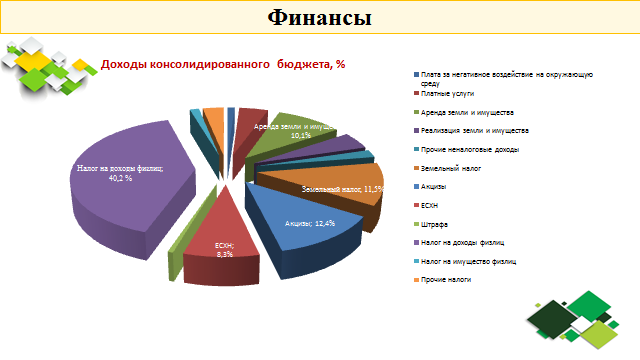 Финансы
Доходы консолидированного бюджета, %
Аренда земли и имущес
10,1%
Налог на доходы физлиц;
40,2 %
Земельный налог, 11,5%
Акцизы; 12,4%
ЕСХН;
8,3%
Плата за негативное воздействие на окружающую
среду
Платные услуги
Аренда земли и имущества
Реализация земли и имущества
Прочие неналоговые доходы
Земельный налог
Акцизы
ЕСХН
Штрафа
Налог на доходы физлиц
Налог на имущество физлиц
Прочие налоги